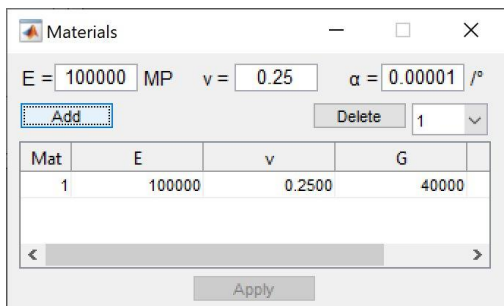 Materials
E = 100000 MP v = 0.25 α = 0.00001 /°
Add Delete 1
Mat E v G
1 100000 0.2500 40000
Apply